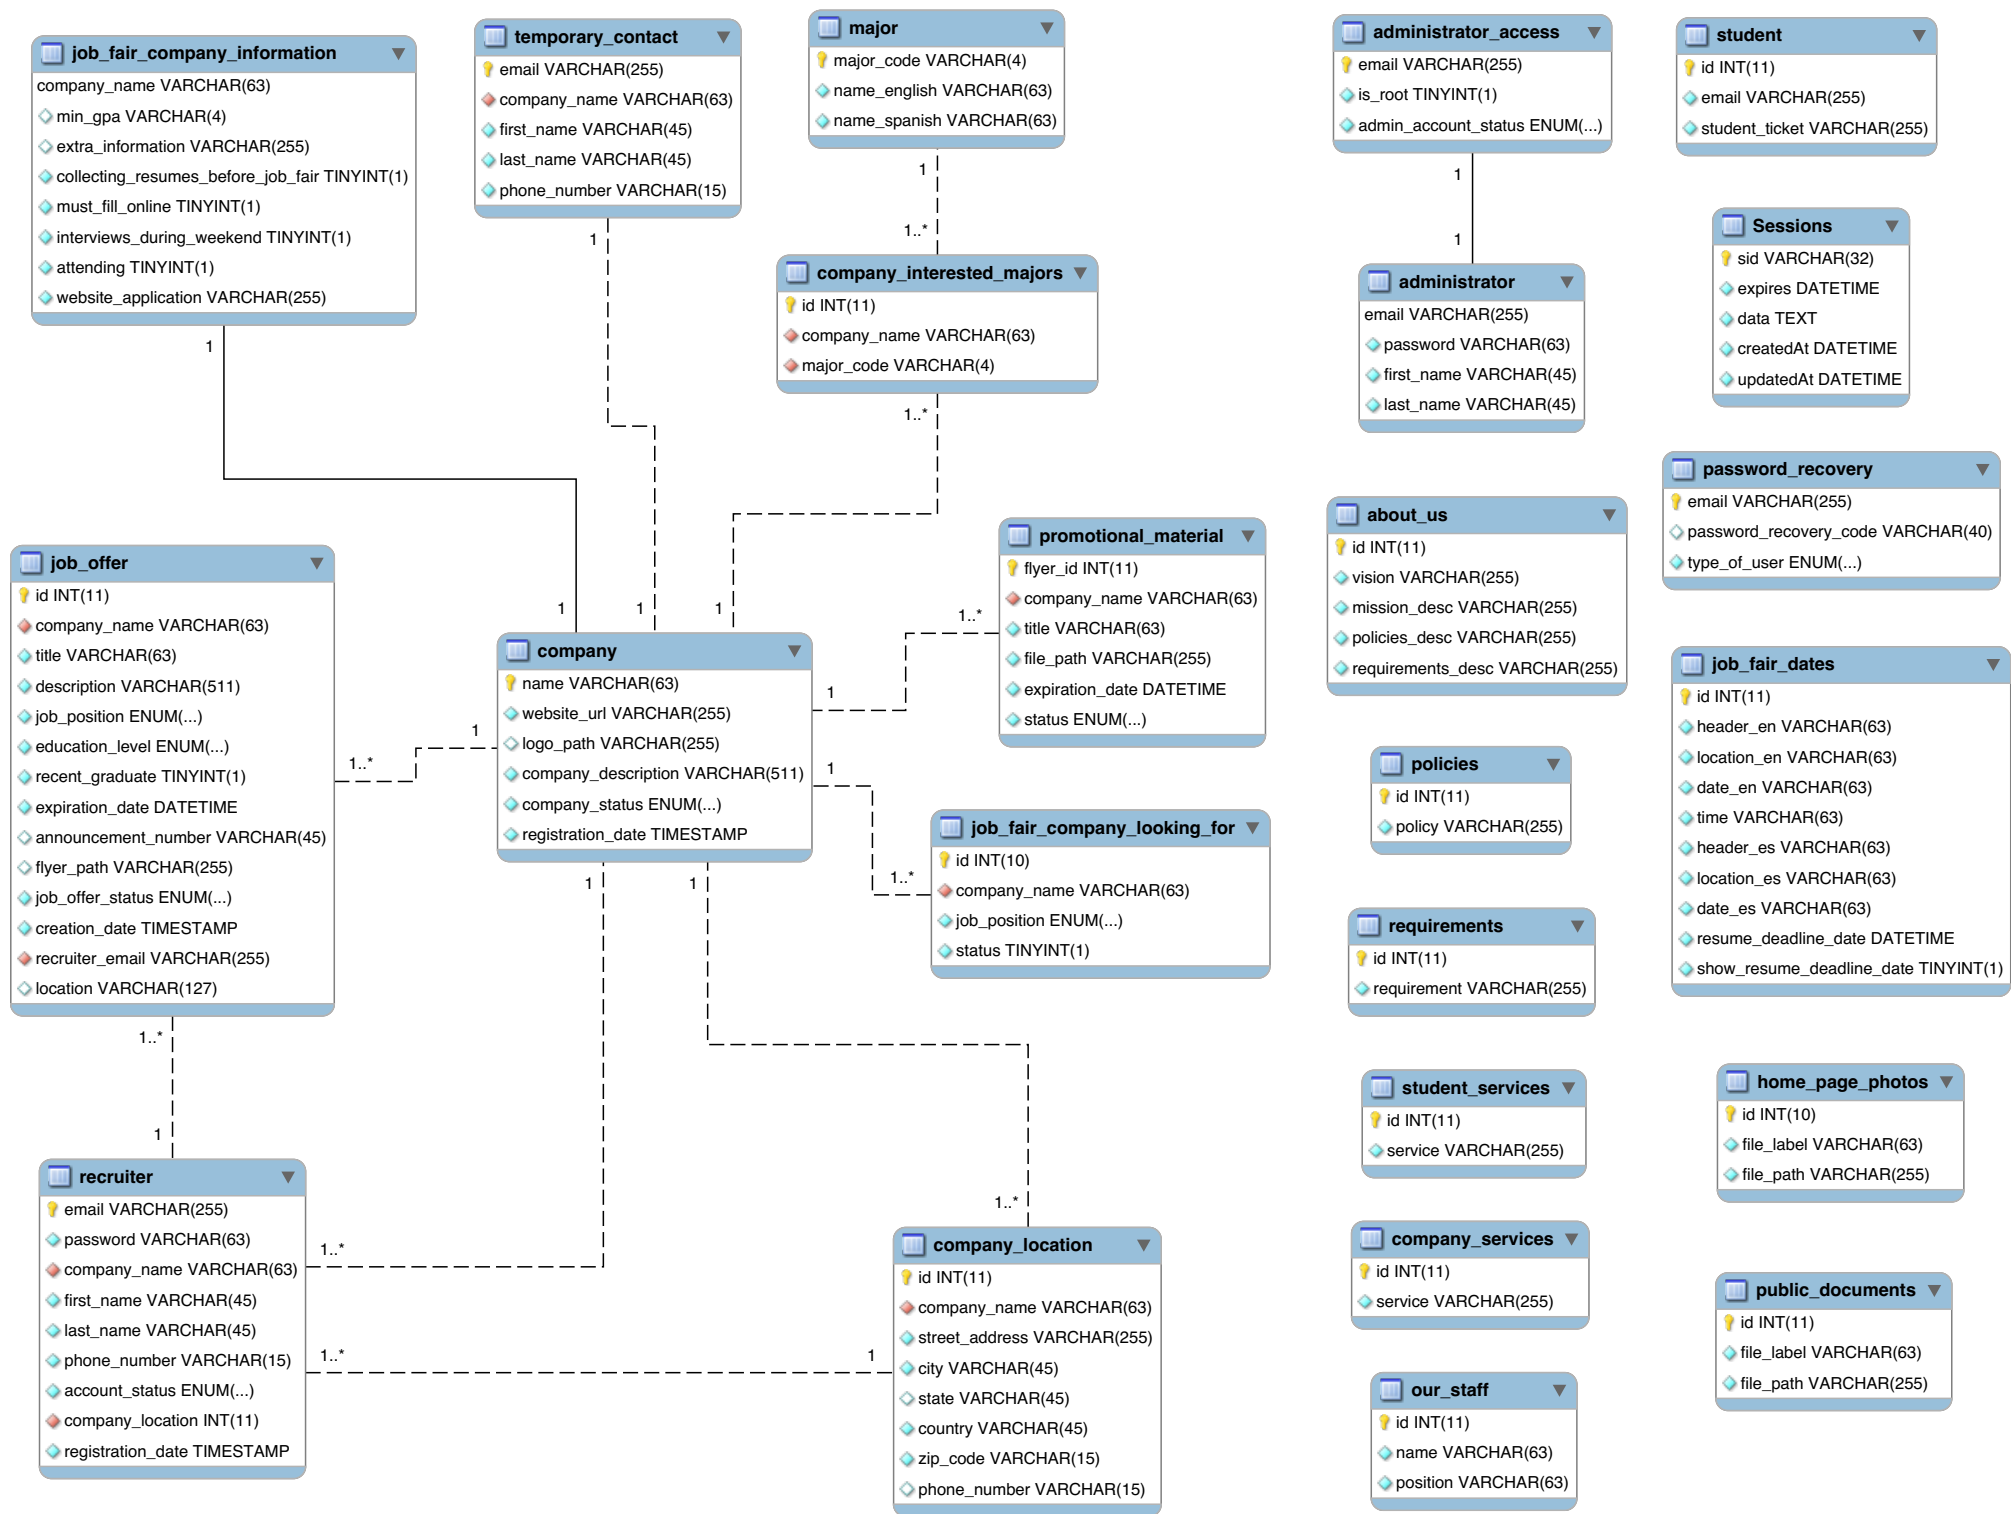 job_fair_company_information
company_name VARCHAR(63)
min_gpa VARCHAR(4)
extra_information VARCHAR(255)
collecting_resumes_before_job_fair TINYINT(1)
must_fill_online TINYINT(1)
interviews_during_weekend TINYINT(1)
attending TINYINT(1)
website_application VARCHAR(255)
1
temporary_contact
email VARCHAR(255)
company_name VARCHAR(63)
first_name VARCHAR(45)
last_name VARCHAR(45)
phone_number VARCHAR(15)
1
major
major_code VARCHAR(4)
name_english VARCHAR(63)
name_spanish VARCHAR(63)
1
1..*
company_interested_majors
id INT(11)
company_name VARCHAR(63)
major_code VARCHAR(4)
1..*
administrator_access
email VARCHAR(255)
is_root TINYINT(1)
admin_account_status ENUM(...)
1
1
administrator
email VARCHAR(255)
password VARCHAR(63)
first_name VARCHAR(45)
last_name VARCHAR(45)
student
id INT(11)
email VARCHAR(255)
student_ticket VARCHAR(255)
Sessions
sid VARCHAR(32)
expires DATETIME
data TEXT
createdAt DATETIME
updatedAt DATETIME
password_recovery
email VARCHAR(255)
password_recovery_code VARCHAR(40)
type_of_user ENUM(...)
job_offer
id INT(11)
company_name VARCHAR(63)
title VARCHAR(63)
description VARCHAR(511)
job_position ENUM(...)
education_level ENUM(...)
recent_graduate TINYINT(1)
expiration_date DATETIME
announcement_number VARCHAR(45)
flyer_path VARCHAR(255)
job_offer_status ENUM(...)
creation_date TIMESTAMP
recruiter_email VARCHAR(255)
location VARCHAR(127)
1..*
1
1..*
1
1
1
1
company
name VARCHAR(63)
website_url VARCHAR(255)
logo_path VARCHAR(255)
company_description VARCHAR(511)
company_status ENUM(...)
registration_date TIMESTAMP
1
1
1
1..*
1
1..*
promotional_material
flyer_id INT(11)
company_name VARCHAR(63)
title VARCHAR(63)
file_path VARCHAR(255)
expiration_date DATETIME
status ENUM(...)
job_fair_company_looking_for
id INT(10)
company_name VARCHAR(63)
job_position ENUM(...)
status TINYINT(1)
about_us
id INT(11)
vision VARCHAR(255)
mission_desc VARCHAR(255)
policies_desc VARCHAR(255)
requirements_desc VARCHAR(255)
policies
id INT(11)
policy VARCHAR(255)
requirements
id INT(11)
requirement VARCHAR(255)
job_fair_dates
id INT(11)
header_en VARCHAR(63)
location_en VARCHAR(63)
date_en VARCHAR(63)
time VARCHAR(63)
header_es VARCHAR(63)
location_es VARCHAR(63)
date_es VARCHAR(63)
resume_deadline_date DATETIME
show_resume_deadline_date TINYINT(1)
1
recruiter
email VARCHAR(255)
password VARCHAR(63)
company_name VARCHAR(63)
first_name VARCHAR(45)
last_name VARCHAR(45)
phone_number VARCHAR(15)
account_status ENUM(...)
company_location INT(11)
registration_date TIMESTAMP
1..*
1..*
1
1..*
company_location
id INT(11)
company_name VARCHAR(63)
street_address VARCHAR(255)
city VARCHAR(45)
state VARCHAR(45)
country VARCHAR(45)
zip_code VARCHAR(15)
phone_number VARCHAR(15)
student_services
id INT(11)
service VARCHAR(255)
company_services
id INT(11)
service VARCHAR(255)
our_staff
id INT(11)
name VARCHAR(63)
position VARCHAR(63)
home_page_photos
id INT(10)
file_label VARCHAR(63)
file_path VARCHAR(255)
public_documents
id INT(11)
file_label VARCHAR(63)
file_path VARCHAR(255)